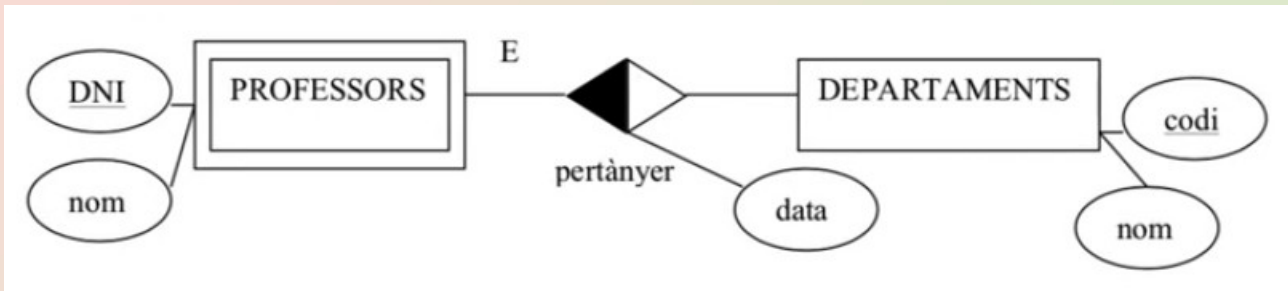 E
DNI
PROFESSORS
DEPARTAMENTS
codi
pertànyer
nom
data
nom